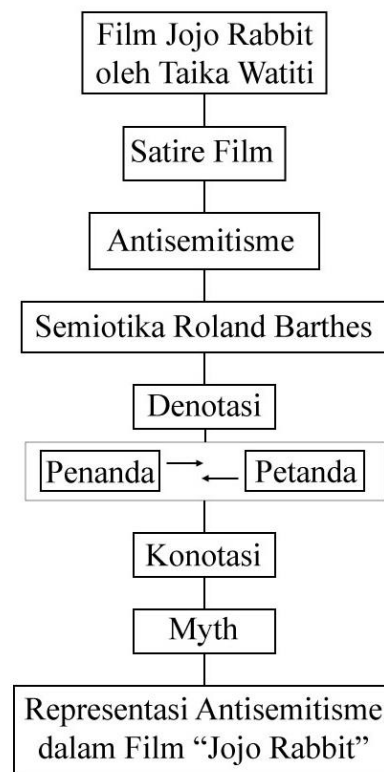 Film Jojo Rabbit
oleh Taika Watiti
Satire Film
Antisemitisme
Semiotika Roland Barthes
Denotasi
Penanda Petanda
Konotasi
Myth
Representasi Antisemitisme
dalam Film “Jojo Rabbit”